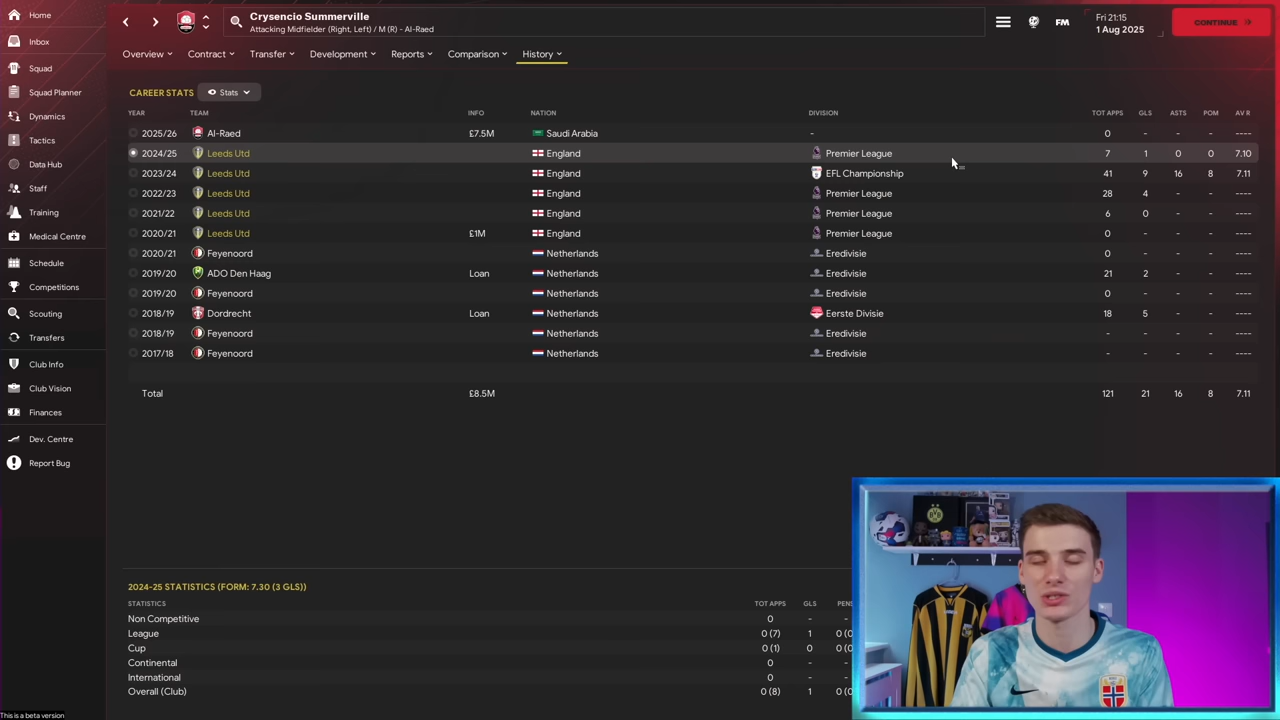 Home
Inbox
Squad
Squad Planner
Dynamics
Tactics
Data Hub
Staff
Training
Medical Centre
Schedule
Competitions
Scouting
Transfers
Club Info
Club Vision
Finances
Dev. Centre
Report Bug
This is a beta version
Crysencio Summerville
Attacking Midfielder (Right, Left) / M (R) - Al-Raed
FM
Fri 21:15
1 Aug 2025
CONTINUE
Overview Contract Transfer Development Reports Comparison History
CAREER STATS Stats
YEAR TEAM INFO NATION DIVISION TOT APPS GLS ASTS POM AV R
2025/26 Al-Raed £7.5M Saudi Arabia - 0 - - - ----
2024/25 Leeds Utd England Premier League 7 1 0 0 7.10
2023/24 Leeds Utd England EFL Championship 41 9 16 8 7.11
2022/23 Leeds Utd England Premier League 28 4 - - ----
2021/22 Leeds Utd England Premier League 6 0 - - ----
2020/21 Leeds Utd £1M England Premier League 0 - - - ----
2020/21 Feyenoord Netherlands Eredivisie 0 - - - ----
2019/20 ADO Den Haag Loan Netherlands Eredivisie 21 2 - - ----
2019/20 Feyenoord Netherlands Eredivisie 0 - - - ----
2018/19 Dordrecht Loan Netherlands Eerste Divisie 18 5 - - ----
2018/19 Feyenoord Netherlands Eredivisie - - - - ----
2017/18 Feyenoord Netherlands Eredivisie - - - - ----
Total £8.5M 121 21 16 8 7.11
2024-25 STATISTICS (FORM: 7.30 (3 GLS))
STATISTICS TOT APPS GLS PENS
Non Competitive 0 - -
League 0 (7) 1 0 (0
Cup 0 (1) 0 0 (0
Continental 0 - -
International 0 - -
Overall (Club) 0 (8) 1 0 (0